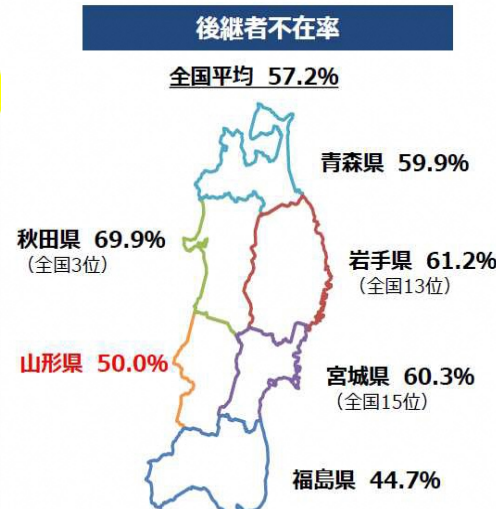 後継者不在率
全国平均 57.2%
青森県 59.9%
秋田県 69.9%
（全国3位）
岩手県 61.2%
（全国13位）
山形県 50.0%
宮城県 60.3%
（全国15位）
福島県 44.7%